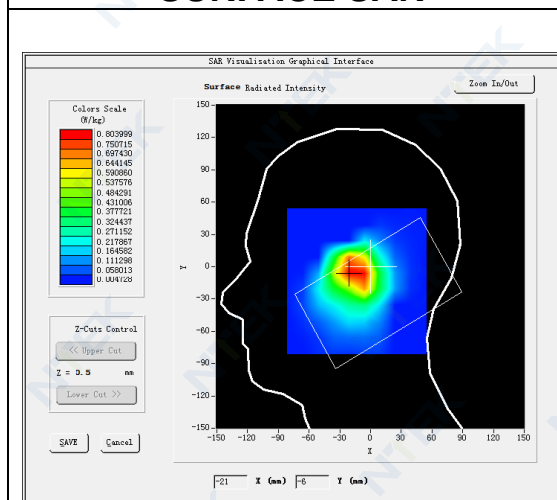 SURFACE SAR
SAR Visualisation Graphical Interface
Surface Radiated Intensity
Zoom In/Out
Colors Scale
(W/kg)
0.803999
0.750715
0.697430
0.644145
0.590860
0.537576
0.484291
0.431006
0.377721
0.324437
0.271152
0.217867
0.164582
0.111298
0.058013
0.004728
150
120
90
60
30
0
-30
-60
-90
-120
-150
Y
-150 -120 -90 -60 -30 0 30 60 90 120 150
X
Z-Cuts Control
<< Upper Cut
Z = 0.5 mm
Lower Cut >>
SAVE Cancel
-21 X (mm) -6 Y (mm)
NTEK